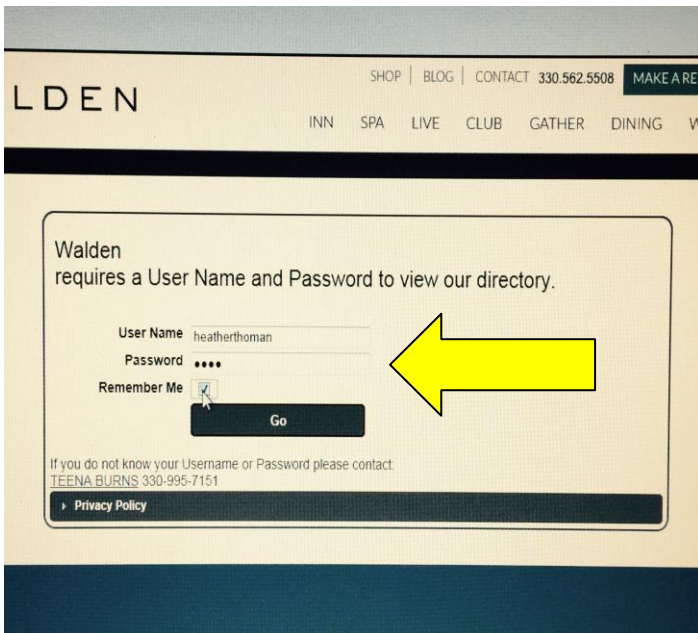 SHOP | BLOG | CONTACT 330.562.5508 MAKE A RE
LDEN
INN SPA LIVE CLUB GATHER DINING W
Walden
requires a User Name and Password to view our directory.
User Name heatherthoman
Password ••••
Remember Me
Go
If you do not know your Username or Password please contact:
TEENA BURNS 330-995-7151
Privacy Policy